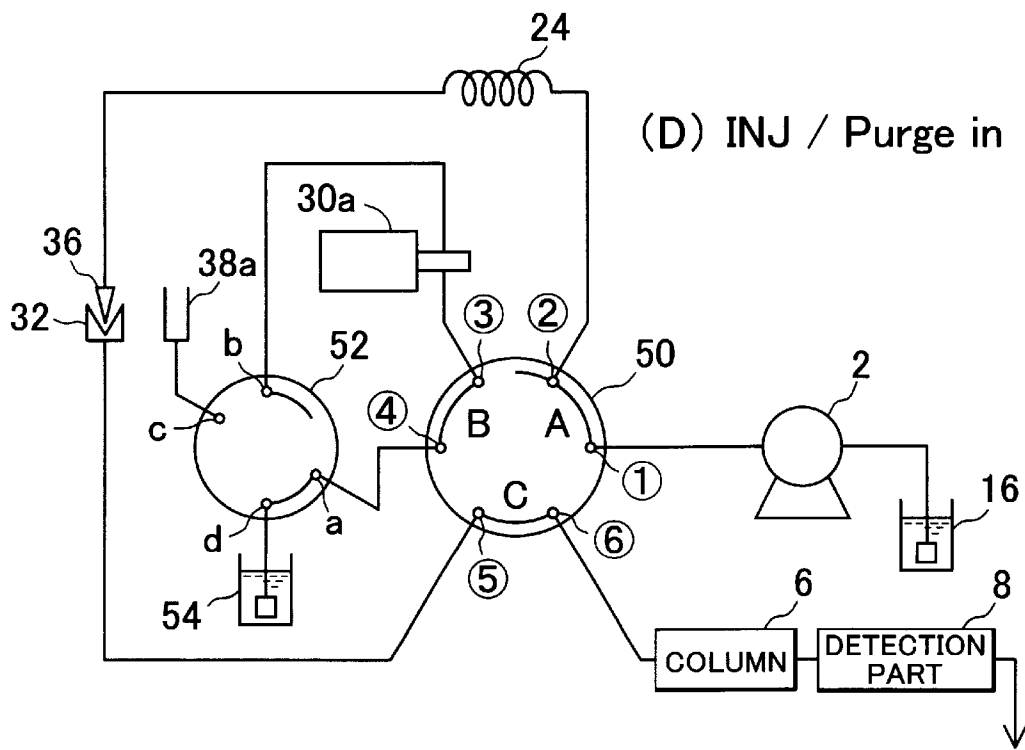 24
(D) INJ / Purge in
30a
36
38a
32
③
②
52
50
2
b
c
④
B
A
①
a
C
16
d
⑤
⑥
54
6
8
COLUMN
DETECTION
PART